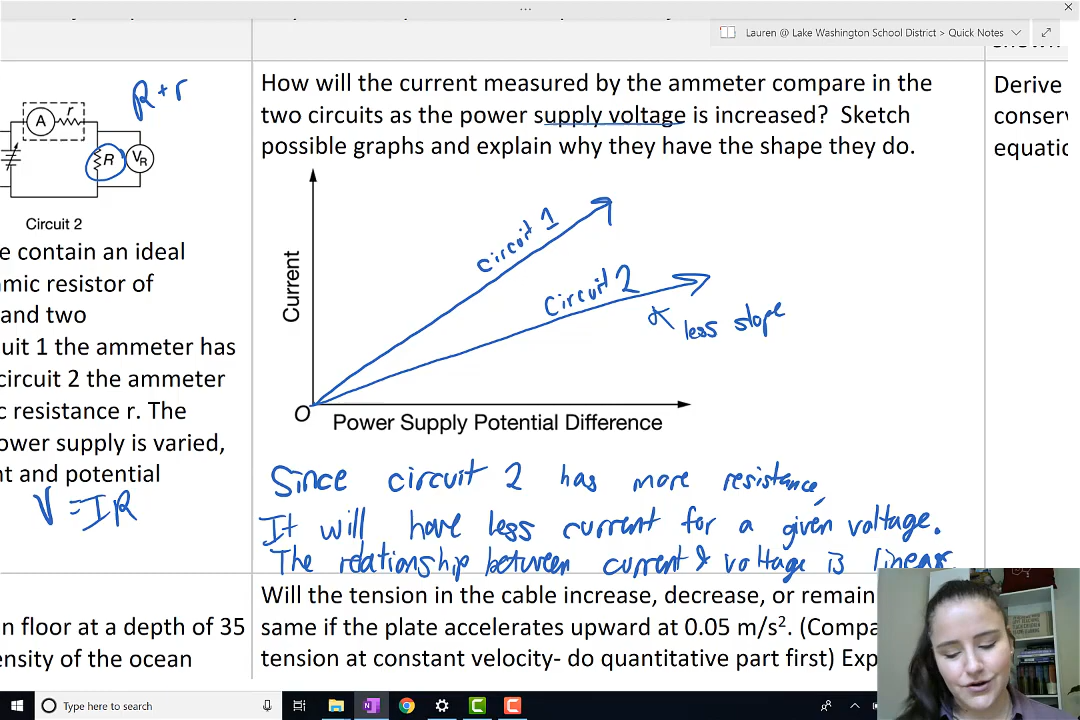 Lauren @ Lake Washington School District > Quick Notes
R + r
A
r
R
VR
Circuit 2
e contain an ideal
mic resistor of
and two
uit 1 the ammeter has
circuit 2 the ammeter
c resistance r. The
ower supply is varied,
nt and potential
V = IR
n floor at a depth of 35
ensity of the ocean
How will the current measured by the ammeter compare in the
two circuits as the power supply voltage is increased? Sketch
possible graphs and explain why they have the shape they do.
Current
circuit 1
Circuit 2
less slope
O
Power Supply Potential Difference
Since circuit 2 has more resistance,
It will have less current for a given voltage.
The relationship between current & voltage is linear.
Will the tension in the cable increase, decrease, or remain
same if the plate accelerates upward at 0.05 m/s². (Compa
tension at constant velocity- do quantitative part first) Exp
Derive
conserv
equatio
Type here to search